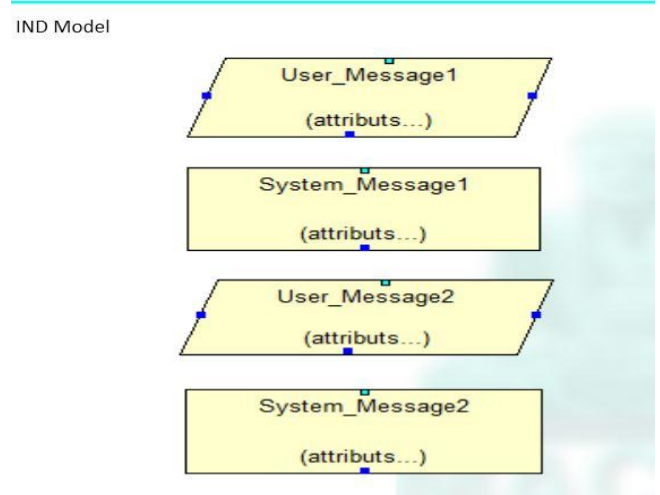 IND Model
User_Message1
(attributs...)
System_Message1
(attributs...)
User_Message2
(attributs...)
System_Message2
(attributs...)